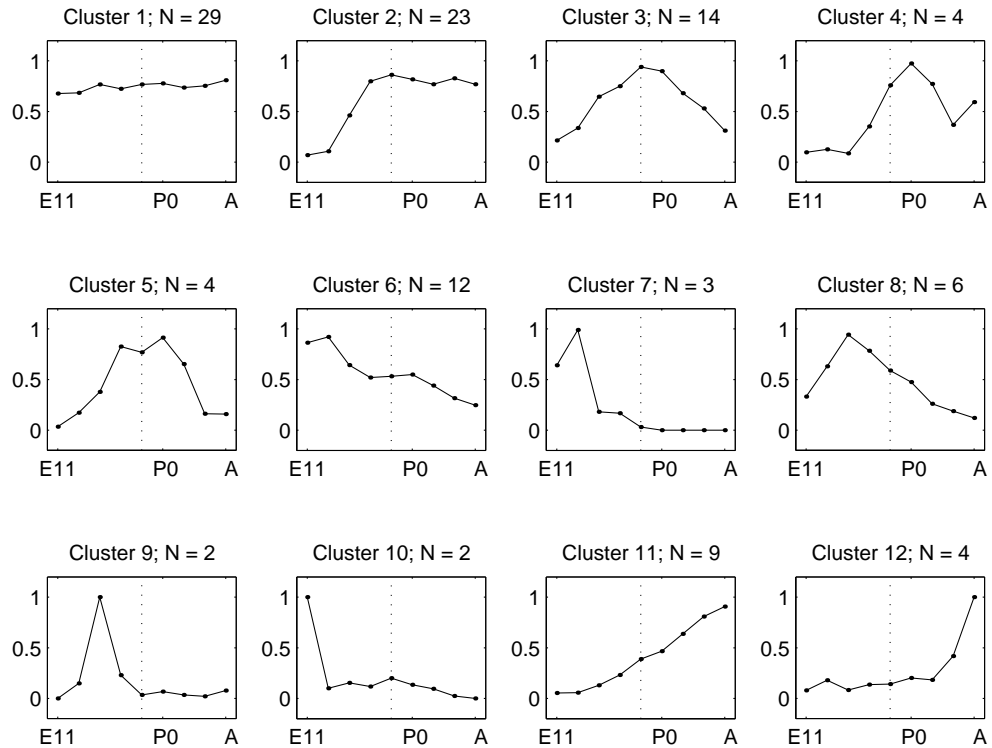 Cluster 1; N = 29
1
0.5
0
E11 P0 A
Cluster 2; N = 23
1
0.5
0
E11 P0 A
Cluster 3; N = 14
1
0.5
0
E11 P0 A
Cluster 4; N = 4
1
0.5
0
E11 P0 A
Cluster 5; N = 4
1
0.5
0
E11 P0 A
Cluster 6; N = 12
1
0.5
0
E11 P0 A
Cluster 7; N = 3
1
0.5
0
E11 P0 A
Cluster 8; N = 6
1
0.5
0
E11 P0 A
Cluster 9; N = 2
1
0.5
0
E11 P0 A
Cluster 10; N = 2
1
0.5
0
E11 P0 A
Cluster 11; N = 9
1
0.5
0
E11 P0 A
Cluster 12; N = 4
1
0.5
0
E11 P0 A